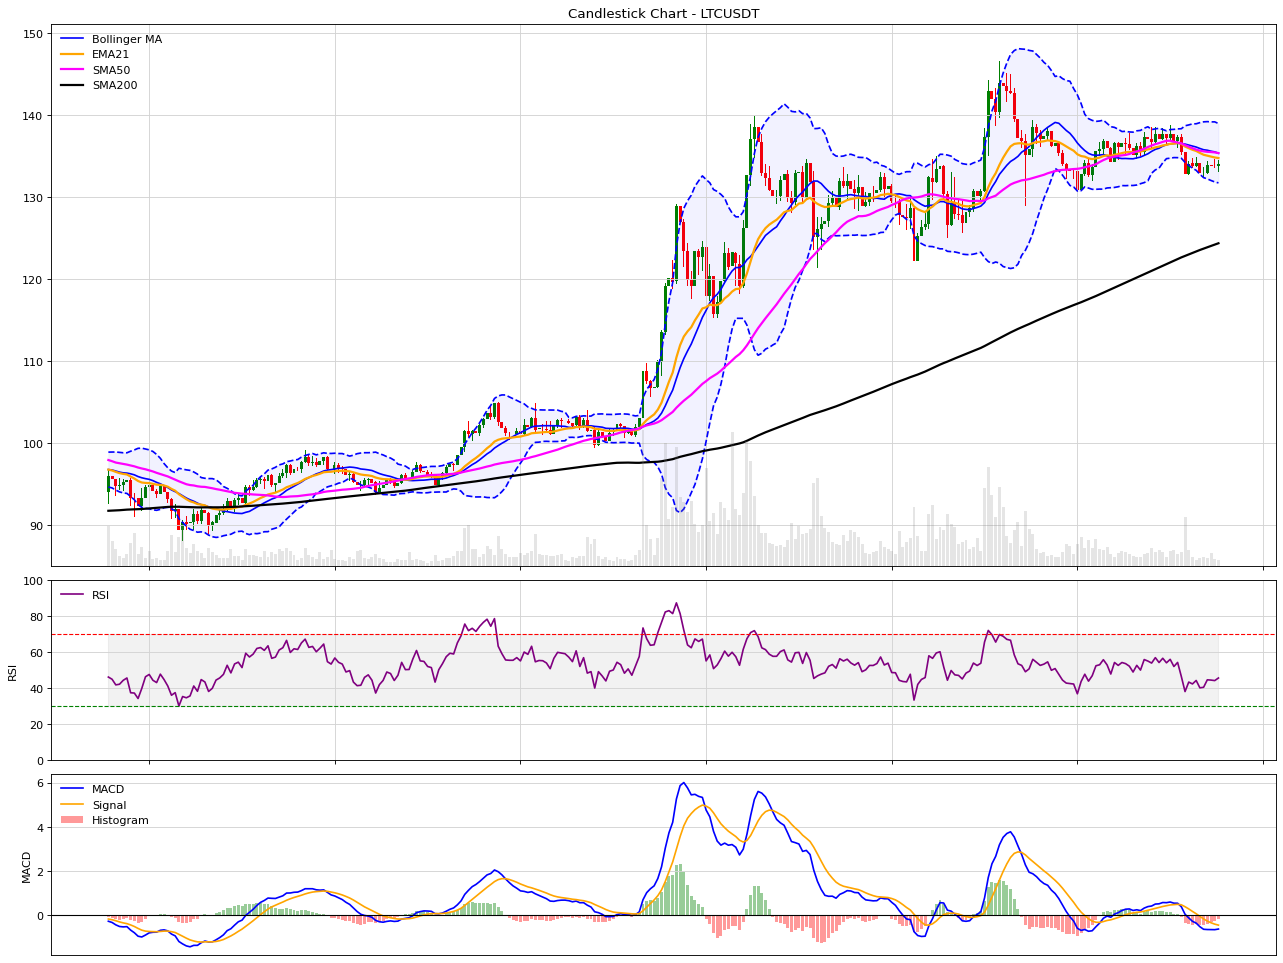 Candlestick Chart - LTCUSDT
Bollinger MA
EMA21
SMA50
SMA200
150
140
130
120
110
100
90
RSI
100
80
60
40
20
0
RSI
MACD
Signal
Histogram
6
4
2
0
MACD